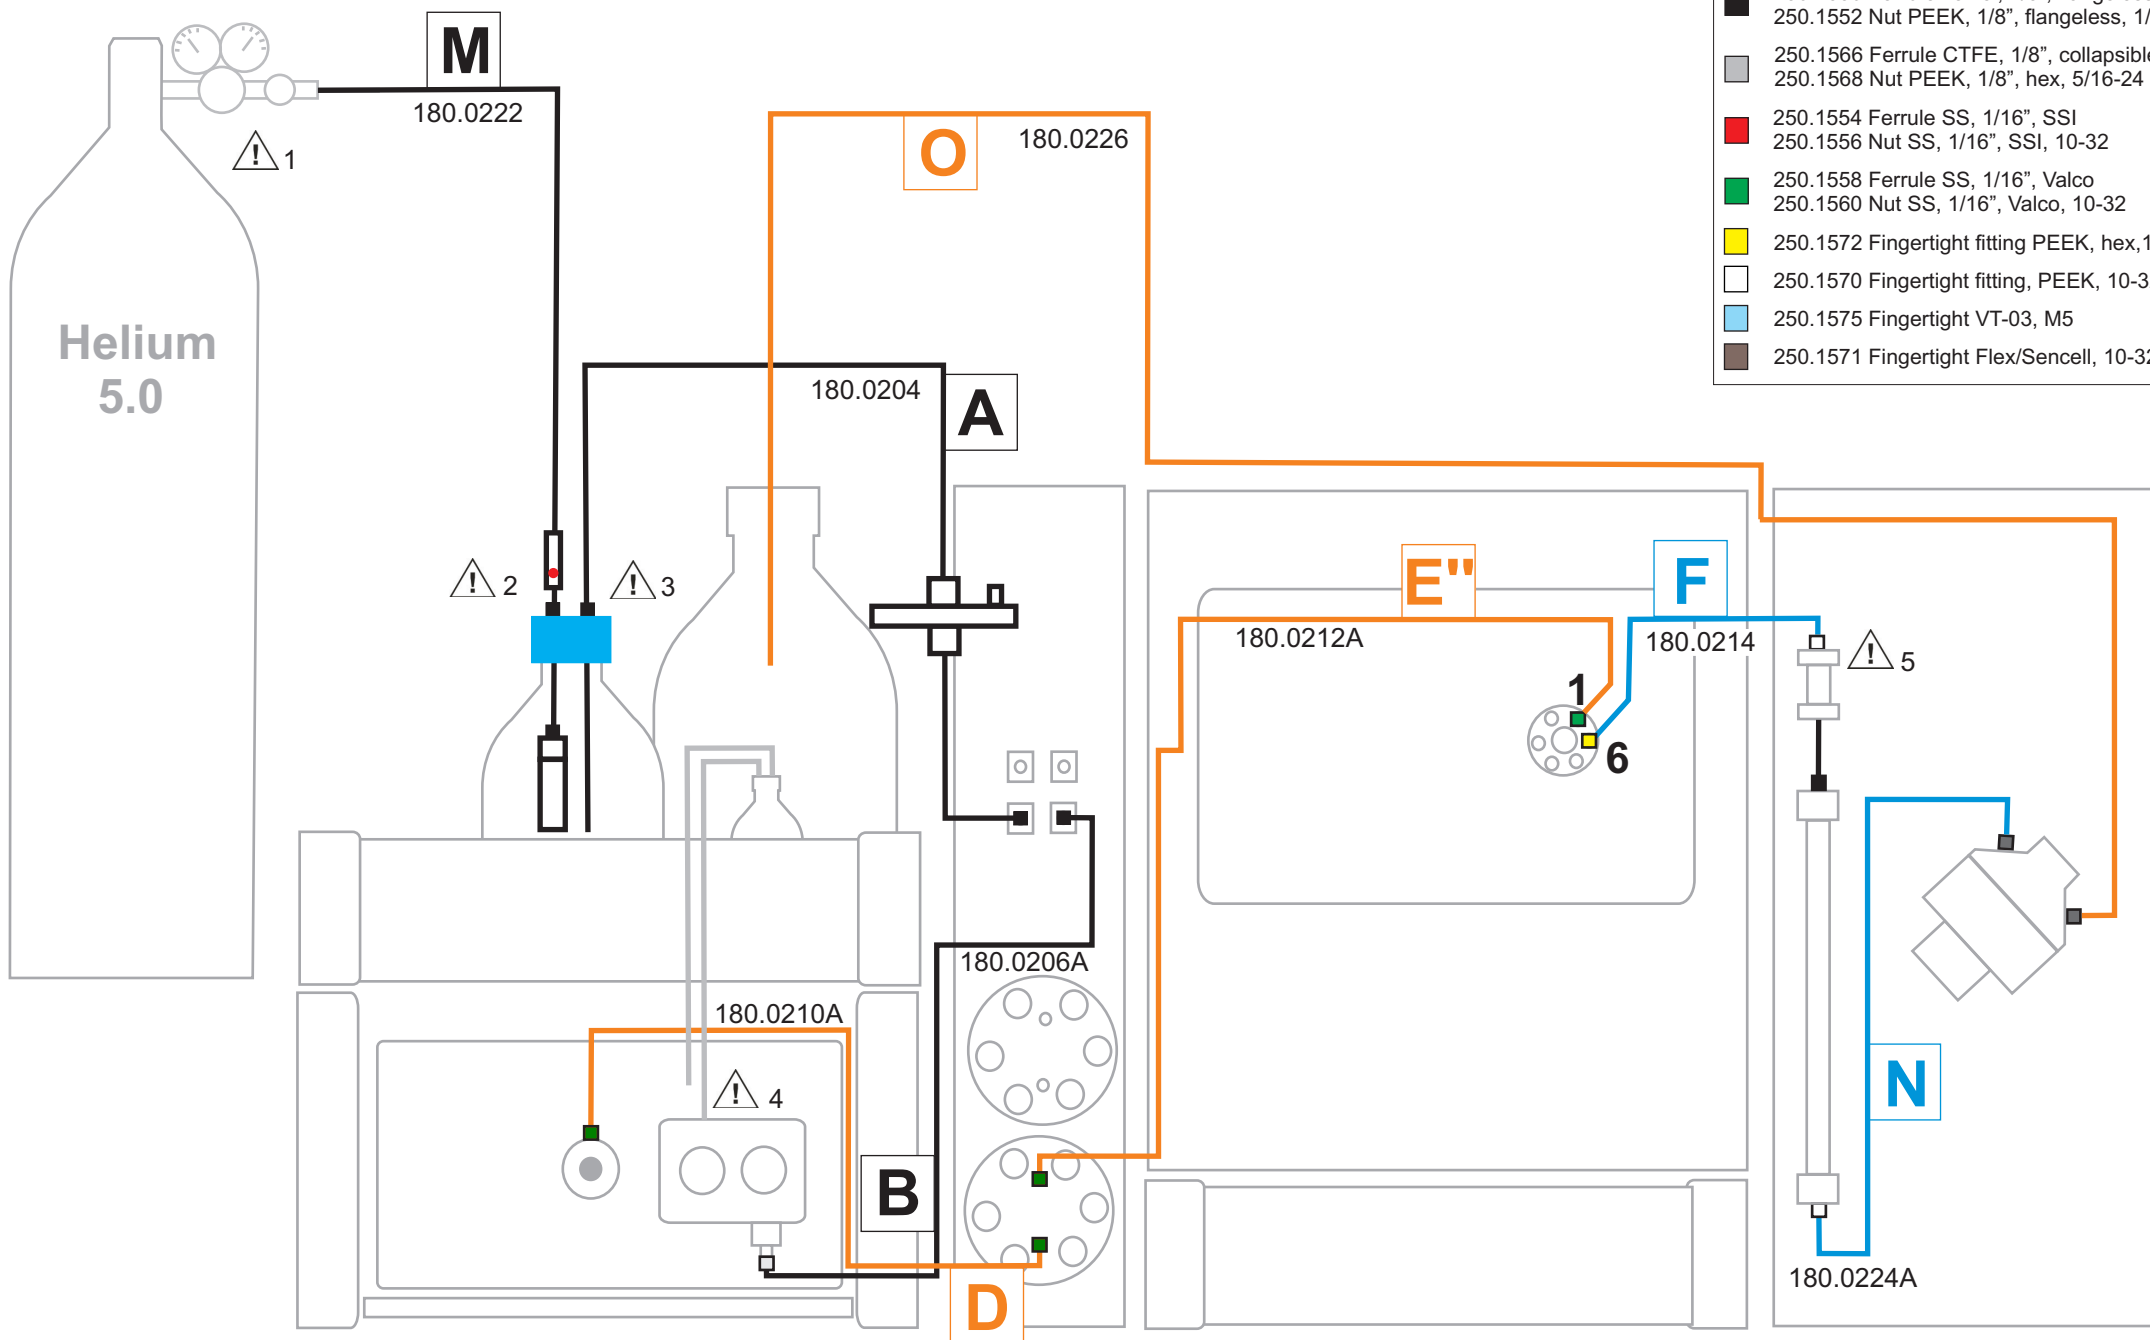 250.1552 Nut PEEK, 1/8”, flangeless, 1/
250.1566 Ferrule CTFE, 1/8”, collapsible
250.1568 Nut PEEK, 1/8”, hex, 5/16-24
250.1554 Ferrule SS, 1/16”, SSI
250.1556 Nut SS, 1/16”, SSI, 10-32
250.1558 Ferrule SS, 1/16”, Valco
250.1560 Nut SS, 1/16”, Valco, 10-32
250.1572 Fingertight fitting PEEK, hex,1
250.1570 Fingertight fitting, PEEK, 10-3
250.1575 Fingertight VT-03, M5
250.1571 Fingertight Flex/Sencell, 10-32
M
180.0222
! 1
O
180.0226
Helium
5.0
180.0204
A
! 2
! 3
E"
F
180.0212A
180.0214
! 5
1
6
180.0206A
180.0210A
! 4
N
B
D
180.0224A